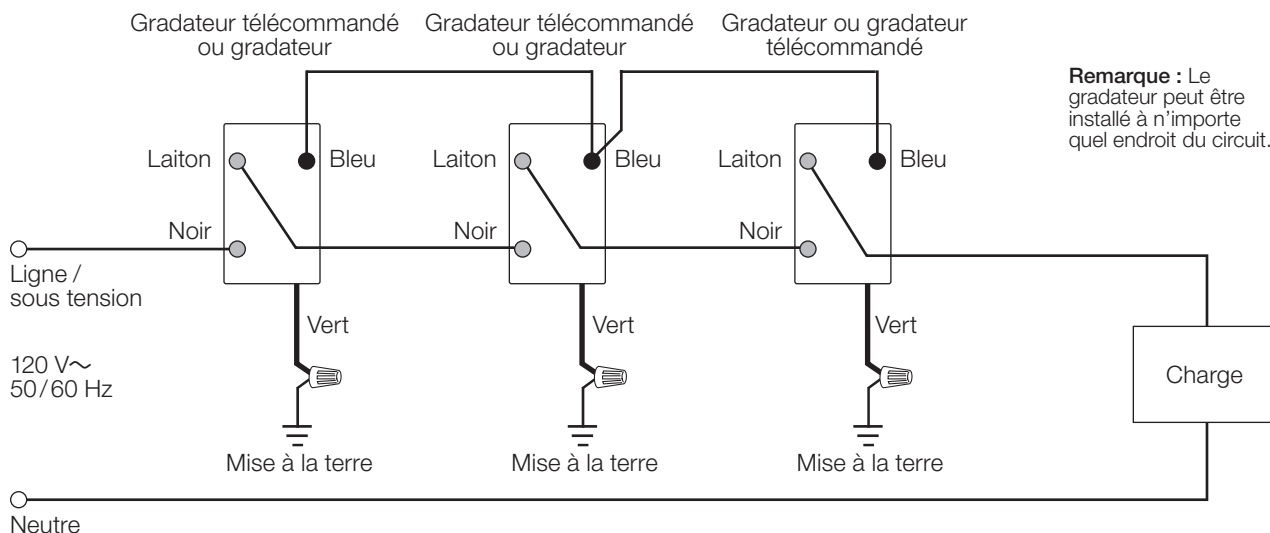 Gradateur télécommandé
ou gradateur
Gradateur télécommandé
ou gradateur
Gradateur ou gradateur
télécommandé
Remarque : Le
gradateur peut être
installé à n’importe
quel endroit du circuit.
Laiton
Bleu
Laiton
Bleu
Laiton
Bleu
Noir
Noir
Noir
Ligne /
sous tension
Vert
Vert
Vert
120 V~
50/60 Hz
Charge
Mise à la terre
Mise à la terre
Mise à la terre
Neutre